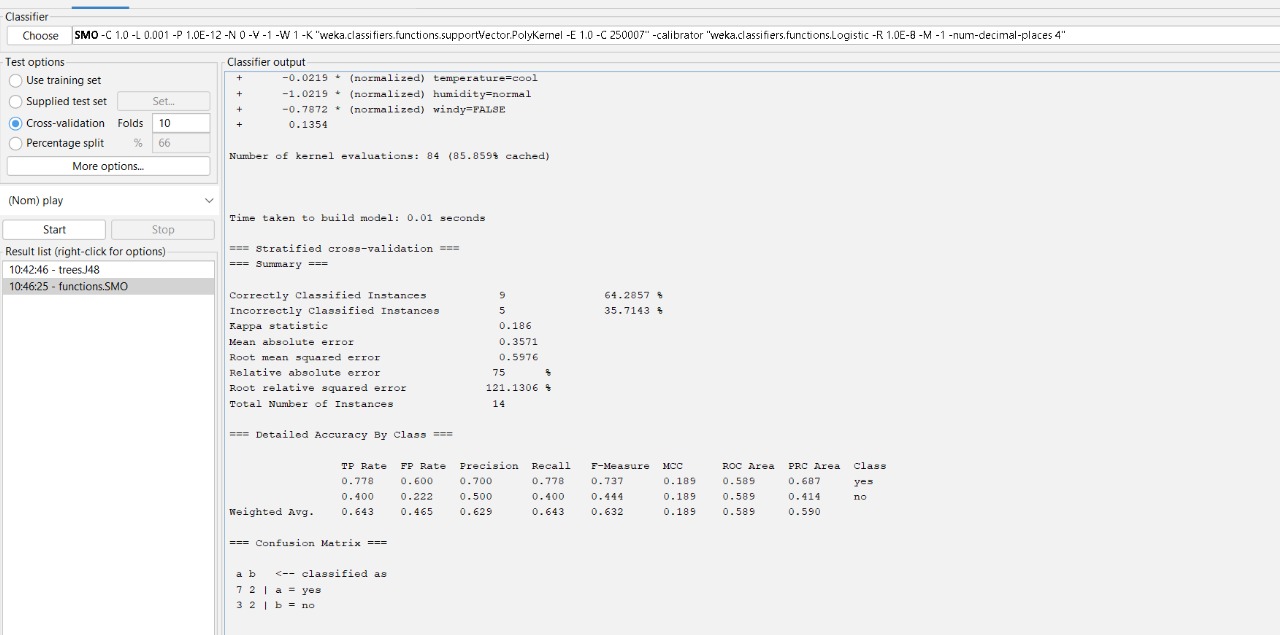 Classifier
Choose SMO -C 1.0 -L 0.001 -P 1.0E-12 -N 0 -V -1 -W 1 -K "weka.classifiers.functions.supportVector.PolyKernel -E 1.0 -C 250007" -calibrator "weka.classifiers.functions.Logistic -R 1.0E-8 -M -1 -num-decimal-places 4"
Test options
Use training set
Supplied test set Set...
Cross-validation Folds 10
Percentage split % 66
More options...
(Nom) play
Start Stop
Result list (right-click for options)
10:42:46 - trees.J48
10:46:25 - functions.SMO
Classifier output
+ -0.0219 * (normalized) temperature=cool
+ -1.0219 * (normalized) humidity=normal
+ -0.7872 * (normalized) windy=FALSE
+ 0.1354
Number of kernel evaluations: 84 (85.859% cached)
Time taken to build model: 0.01 seconds
=== Stratified cross-validation ===
=== Summary ===
Correctly Classified Instances 9 64.2857 %
Incorrectly Classified Instances 5 35.7143 %
Kappa statistic 0.186
Mean absolute error 0.3571
Root mean squared error 0.5976
Relative absolute error 75 %
Root relative squared error 121.1306 %
Total Number of Instances 14
=== Detailed Accuracy By Class ===
TP Rate FP Rate Precision Recall F-Measure MCC ROC Area PRC Area Class
0.778 0.600 0.700 0.778 0.737 0.189 0.589 0.687 yes
0.400 0.222 0.500 0.400 0.444 0.189 0.589 0.414 no
Weighted Avg. 0.643 0.465 0.629 0.643 0.632 0.189 0.589 0.590
=== Confusion Matrix ===
a b <-- classified as
7 2 | a = yes
3 2 | b = no